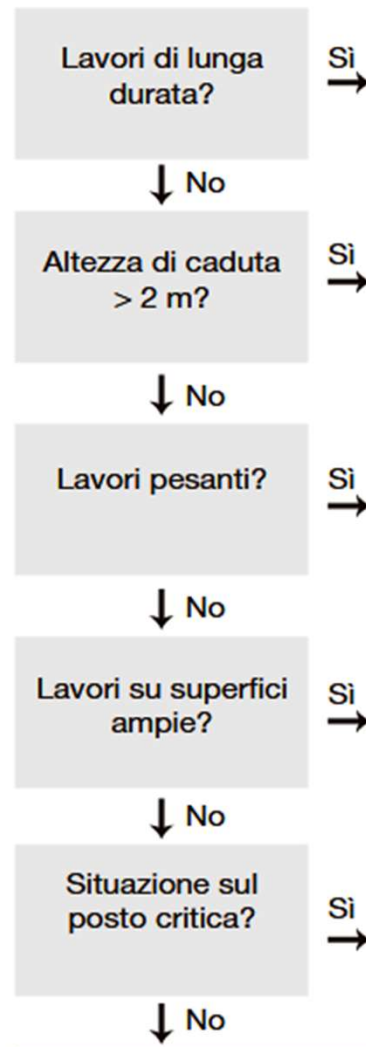 Lavori di lunga
durata?
Sì
No
Altezza di caduta
> 2 m?
Sì
No
Lavori pesanti?
Sì
No
Lavori su superfici
ampie?
Sì
No
Situazione sul
posto critica?
Sì
No